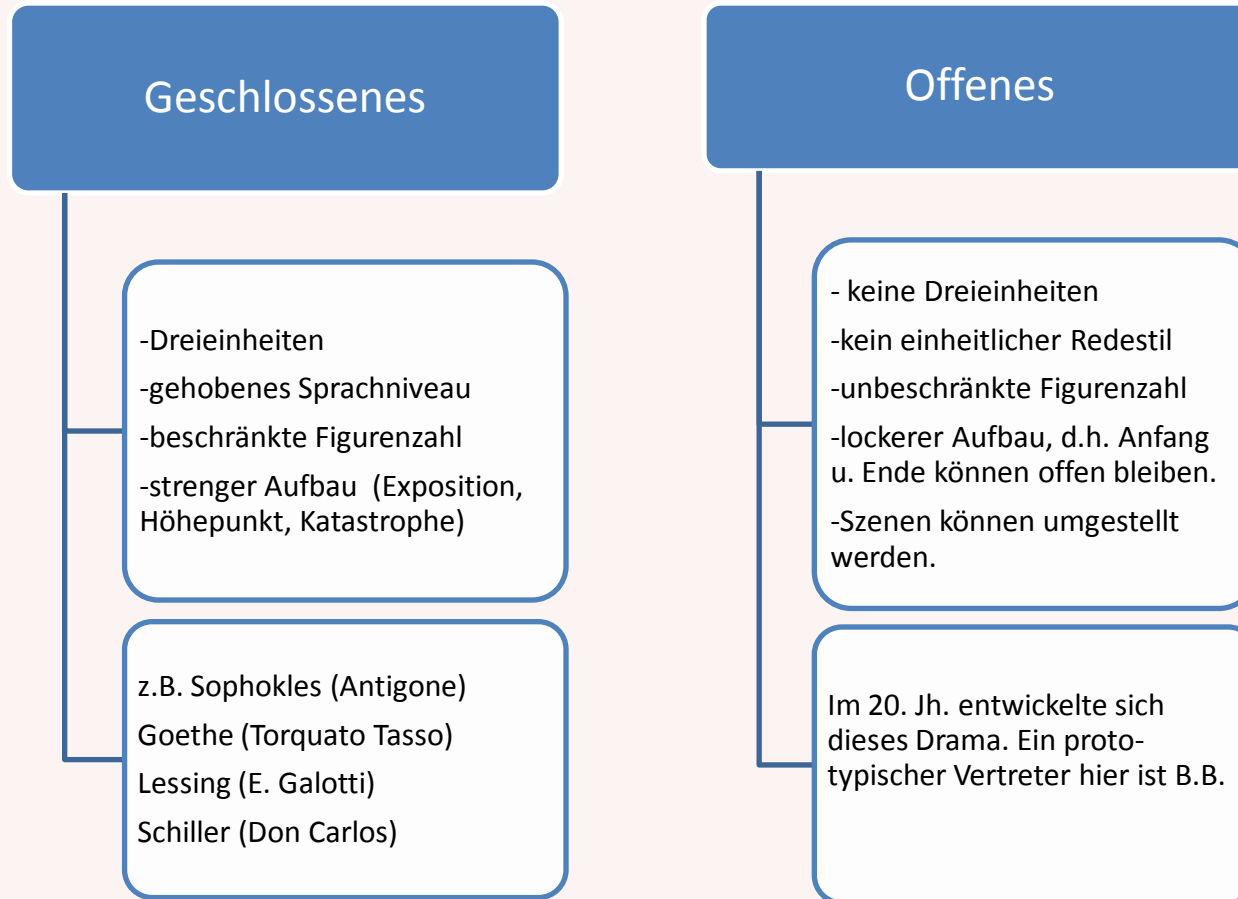 Geschlossenes
-Dreieinheiten
-gehobenes Sprachniveau
-beschränkte Figurenzahl
-strenger Aufbau (Exposition,
Höhepunkt, Katastrophe)
z.B. Sophokles (Antigone)
Goethe (Torquato Tasso)
Lessing (E. Galotti)
Schiller (Don Carlos)
Offenes
- keine Dreieinheiten
-kein einheitlicher Redestil
-unbeschränkte Figurenzahl
-lockerer Aufbau, d.h. Anfang
u. Ende können offen bleiben.
-Szenen können umgestellt
werden.
Im 20. Jh. entwickelte sich
dieses Drama. Ein proto-
typischer Vertreter hier ist B.B.